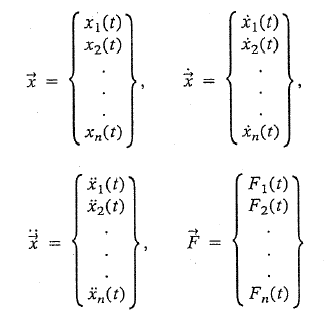 x⃗ = { x₁(t) x₂(t) . . . xₙ(t) }, ẋ⃗ = { ẋ₁(t) ẋ₂(t) . . . ẋₙ(t) },
ẍ⃗ = { ẍ₁(t) ẍ₂(t) . . . ẍₙ(t) }, F⃗ = { F₁(t) F₂(t) . . . Fₙ(t) }